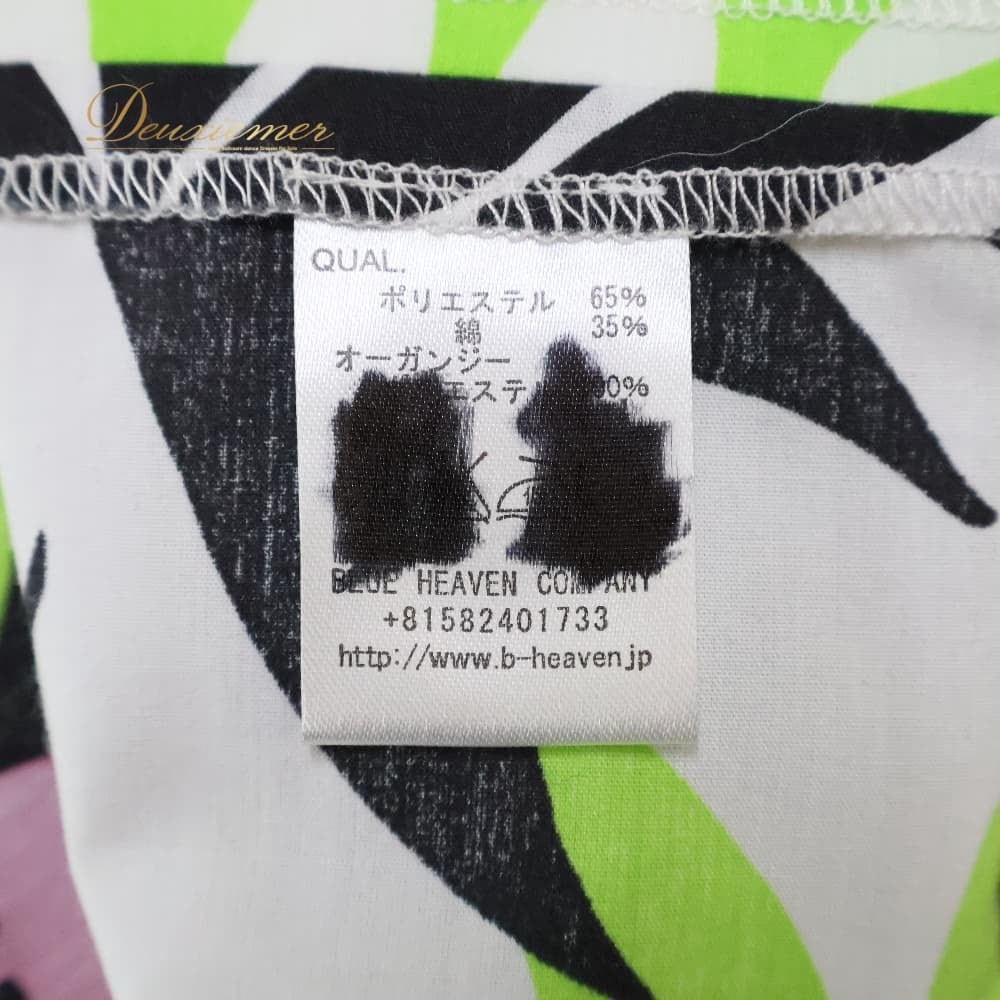 Deuxumer
QUAL.
ポリエステル 65%
綿 35%
オーガンジー
BLUE HEAVEN COMPANY
+81582401733
http://www.b-heaven.jp